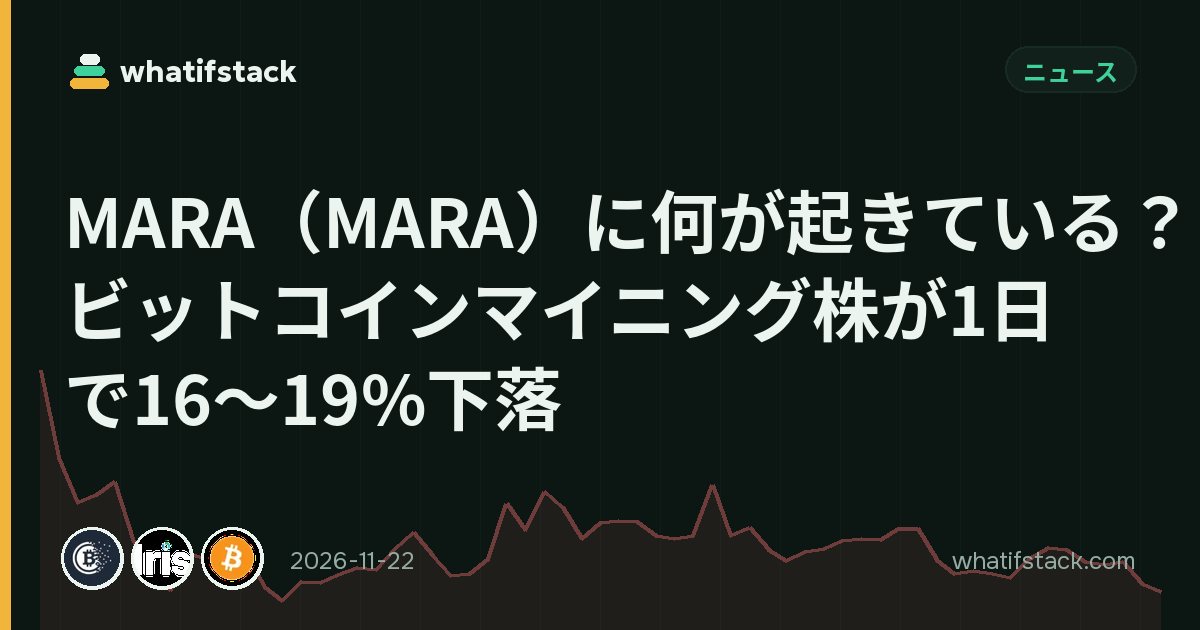 whatifstack
ニュース
MARA（MARA）に何が起きている？
ビットコインマイニング株が1日
で16〜19%下落
Iris
2026-11-22
whatifstack.com